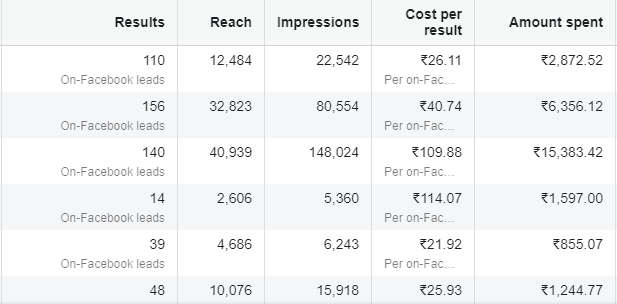 Results Reach Impressions Cost per result Amount spent
110 12,484 22,542 ₹26.11 ₹2,872.52
On-Facebook leads Per on-Fac...
156 32,823 80,554 ₹40.74 ₹6,356.12
On-Facebook leads Per on-Fac...
140 40,939 148,024 ₹109.88 ₹15,383.42
On-Facebook leads Per on-Fac...
14 2,606 5,360 ₹114.07 ₹1,597.00
On-Facebook leads Per on-Fac...
39 4,686 6,243 ₹21.92 ₹855.07
On-Facebook leads Per on-Fac...
48 10,076 15,918 ₹25.93 ₹1,244.77